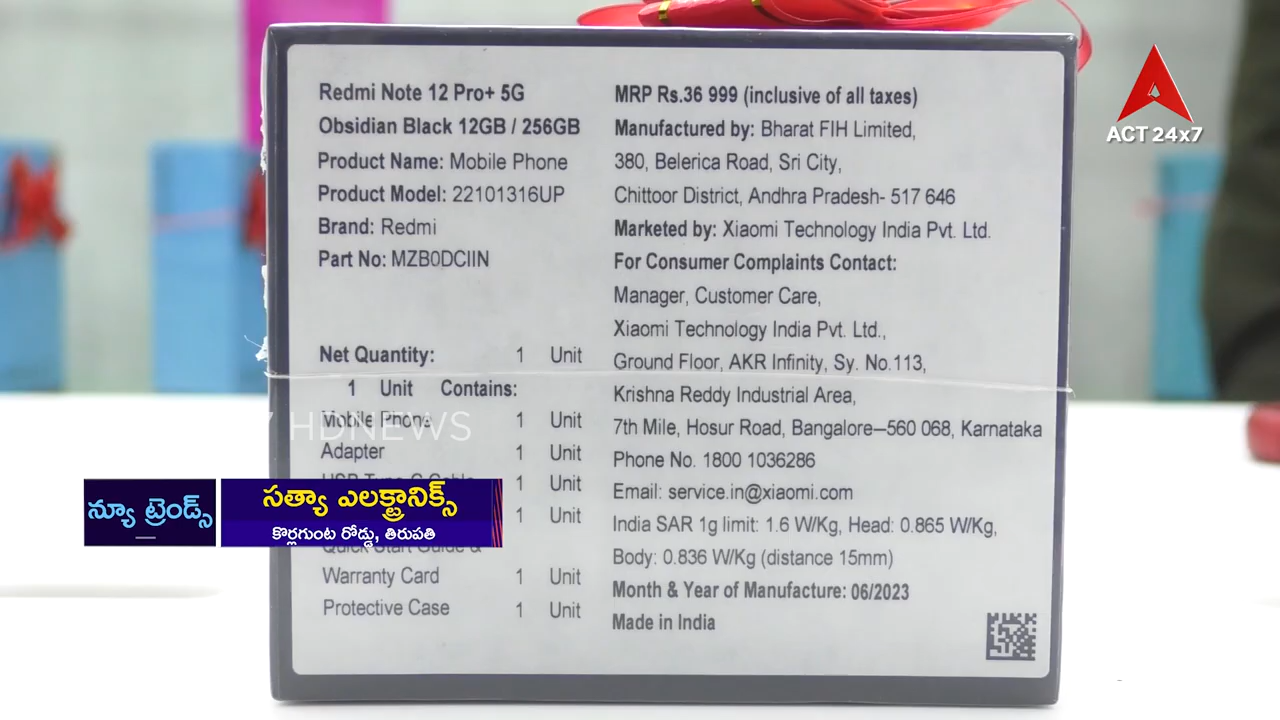 Redmi Note 12 Pro+ 5G
Obsidian Black 12GB / 256GB
Product Name: Mobile Phone
Product Model: 22101316UP
Brand: Redmi
Part No: MZB0DCIIN
Net Quantity: 1 Unit
1 Unit Contains:
Mobile Phone 1 Unit
Adapter 1 Unit
USB Type-C Cable 1 Unit
1 Unit
Quick Start Guide &
Warranty Card 1 Unit
Protective Case 1 Unit
MRP Rs.36 999 (inclusive of all taxes)
Manufactured by: Bharat FIH Limited,
380, Belerica Road, Sri City,
Chittoor District, Andhra Pradesh- 517 646
Marketed by: Xiaomi Technology India Pvt. Ltd.
For Consumer Complaints Contact:
Manager, Customer Care,
Xiaomi Technology India Pvt. Ltd.,
Ground Floor, AKR Infinity, Sy. No.113,
Krishna Reddy Industrial Area,
7th Mile, Hosur Road, Bangalore–560 068, Karnataka
Phone No. 1800 1036286
Email: service.in@xiaomi.com
India SAR 1g limit: 1.6 W/Kg, Head: 0.865 W/Kg,
Body: 0.836 W/Kg (distance 15mm)
Month & Year of Manufacture: 06/2023
Made in India
ACT 24x7
7 HDNEWS
న్యూ ట్రెండ్స్
సత్యా ఎలక్ట్రానిక్స్
కొర్లగుంట రోడ్డు, తిరుపతి